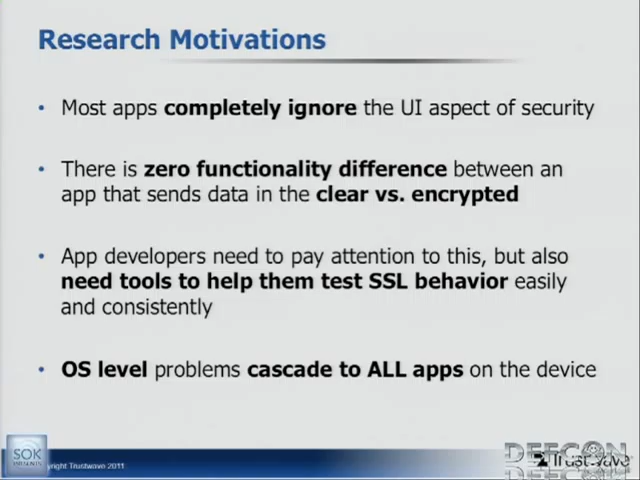 Research Motivations
• Most apps completely ignore the UI aspect of security
• There is zero functionality difference between an
app that sends data in the clear vs. encrypted
• App developers need to pay attention to this, but also
need tools to help them test SSL behavior easily
and consistently
• OS level problems cascade to ALL apps on the device
SOK
yright Trustwave 2011
DEFCON
Trustwave